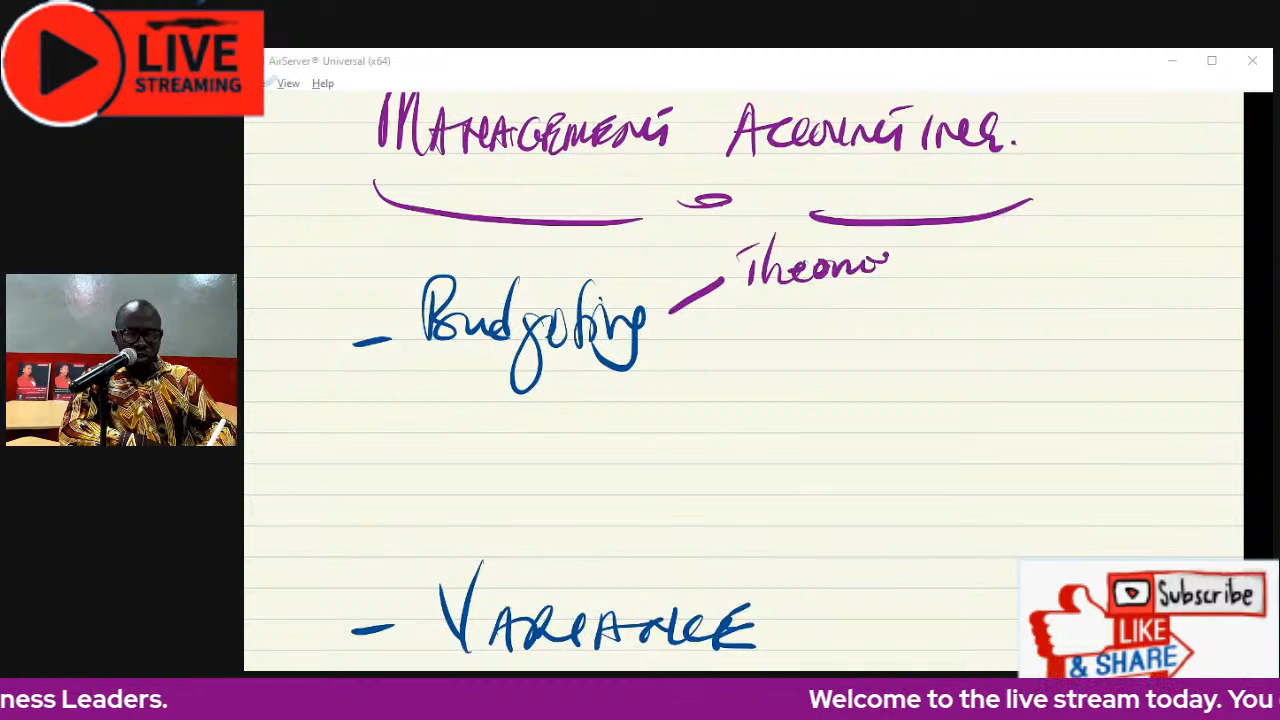 LIVE
STREAMING
AirServer® Universal (x64)
View Help
MANAGEMENT ACCOUNTING.
Theory
- Budgeting
- VARIANCE
Subscribe
LIKE
& SHARE
ness Leaders.
Welcome to the live stream today. You